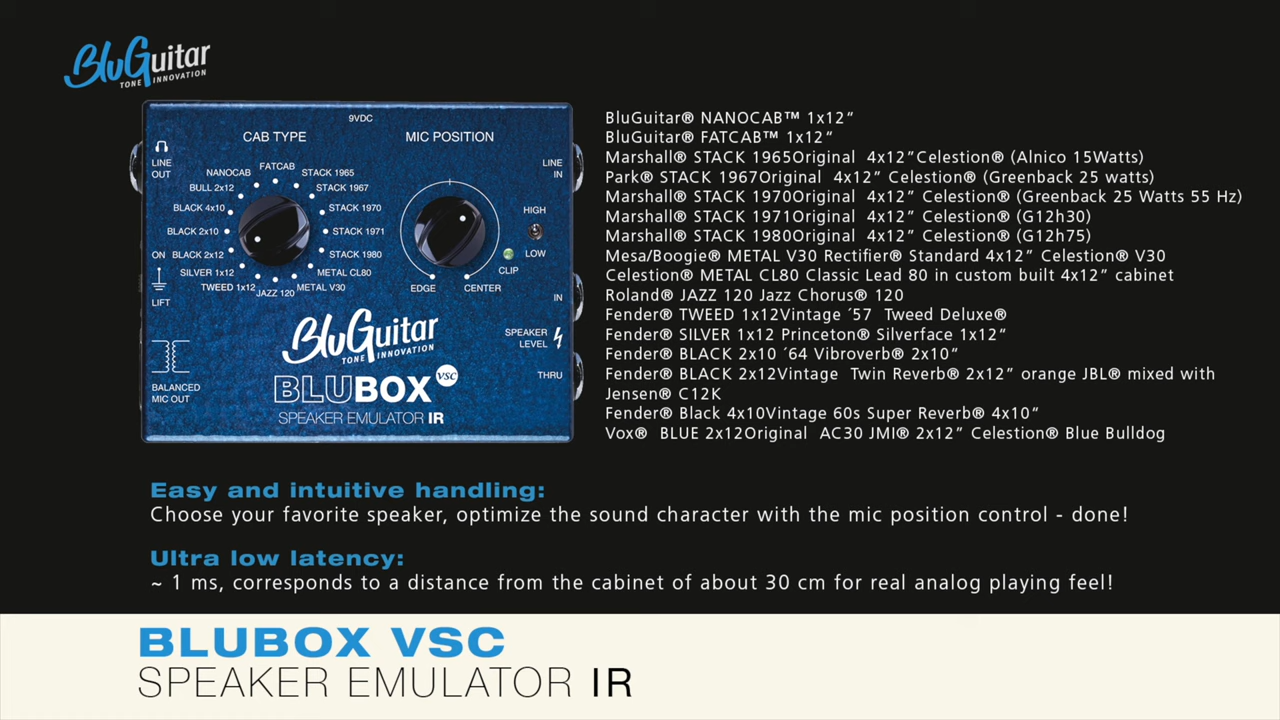 BluGuitar
TONE INNOVATION
9VDC
CAB TYPE
MIC POSITION
LINE OUT
LINE IN
NANOCAB
FATCAB
STACK 1965
BULL 2x12
STACK 1967
BLACK 4x10
STACK 1970
HIGH
BLACK 2x10
STACK 1971
ON
BLACK 2x12
STACK 1980
LOW
SILVER 1x12
METAL CL80
CLIP
TWEED 1x12
JAZZ 120
METAL V30
EDGE
CENTER
LIFT
IN
BluGuitar
TONE INNOVATION
SPEAKER
LEVEL
BLUBOX VSC
THRU
BALANCED
MIC OUT
SPEAKER EMULATOR IR
BluGuitar® NANOCAB™ 1x12“
BluGuitar® FATCAB™ 1x12“
Marshall® STACK 1965Original 4x12”Celestion® (Alnico 15Watts)
Park® STACK 1967Original 4x12” Celestion® (Greenback 25 watts)
Marshall® STACK 1970Original 4x12” Celestion® (Greenback 25 Watts 55 Hz)
Marshall® STACK 1971Original 4x12” Celestion® (G12h30)
Marshall® STACK 1980Original 4x12” Celestion® (G12h75)
Mesa/Boogie® METAL V30 Rectifier® Standard 4x12” Celestion® V30
Celestion® METAL CL80 Classic Lead 80 in custom built 4x12” cabinet
Roland® JAZZ 120 Jazz Chorus® 120
Fender® TWEED 1x12Vintage ´57 Tweed Deluxe®
Fender® SILVER 1x12 Princeton® Silverface 1x12“
Fender® BLACK 2x10 ´64 Vibroverb® 2x10“
Fender® BLACK 2x12Vintage Twin Reverb® 2x12” orange JBL® mixed with
Jensen® C12K
Fender® Black 4x10Vintage 60s Super Reverb® 4x10“
Vox® BLUE 2x12Original AC30 JMI® 2x12” Celestion® Blue Bulldog
Easy and intuitive handling:
Choose your favorite speaker, optimize the sound character with the mic position control - done!
Ultra low latency:
~ 1 ms, corresponds to a distance from the cabinet of about 30 cm for real analog playing feel!
BLUBOX VSC
SPEAKER EMULATOR IR